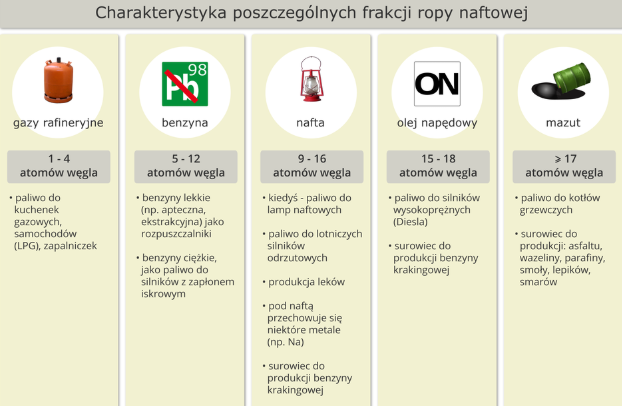 Charakterystyka poszczególnych frakcji ropy naftowej
gazy rafineryjne
1 - 4
atomów węgla
• paliwo do
kuchenek
gazowych,
samochodów
(LPG), zapalniczek
Pb 98
benzyna
5 - 12
atomów węgla
• benzyny lekkie
(np. apteczna,
ekstrakcyjna) jako
rozpuszczalniki
• benzyny ciężkie,
jako paliwo do
silników z zapłonem
iskrowym
nafta
9 - 16
atomów węgla
• kiedyś - paliwo do
lamp naftowych
• paliwo do lotniczych
silników
odrzutowych
• produkcja leków
• pod naftą
przechowuje się
niektóre metale
(np. Na)
• surowiec do
produkcji benzyny
krakingowej
ON
olej napędowy
15 - 18
atomów węgla
• paliwo do silników
wysokoprężnych
(Diesla)
• surowiec do
produkcji benzyny
krakingowej
mazut
⩾ 17
atomów węgla
• paliwo do kotłów
grzewczych
• surowiec do
produkcji: asfaltu,
wazeliny, parafiny,
smoły, lepików,
smarów